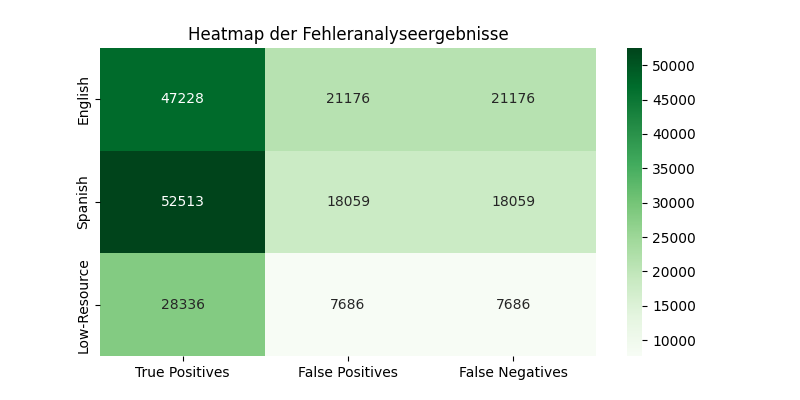 Heatmap der Fehleranalyseergebnisse
English
47228
21176
21176
Spanish
52513
18059
18059
Low-Resource
28336
7686
7686
True Positives
False Positives
False Negatives
50000
45000
40000
35000
30000
25000
20000
15000
10000